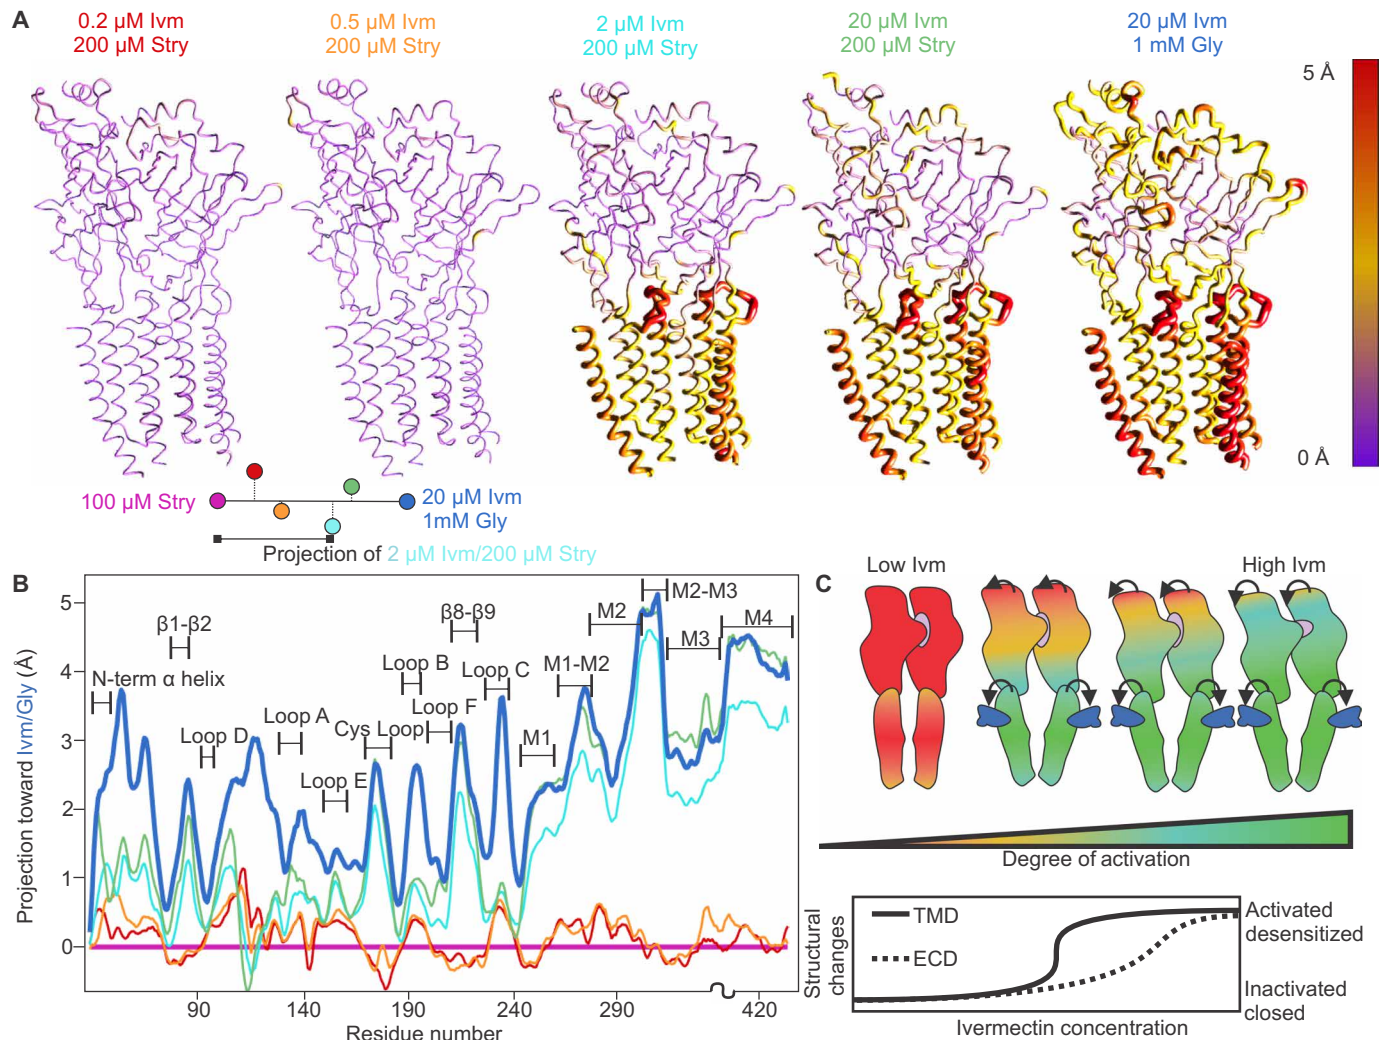 A
0.2 µM Ivm
200 µM Stry
0.5 µM Ivm
200 µM Stry
2 µM Ivm
200 µM Stry
20 µM Ivm
200 µM Stry
20 µM Ivm
1 mM Gly
5 Å
0 Å
100 µM Stry
20 µM Ivm
1mM Gly
Projection of 2 µM Ivm/200 µM Stry
B
Projection toward Ivm/Gly (Å)
5
4
3
2
1
0
N-term α helix
β1-β2
Loop D
Loop A
Loop E
Cys Loop
Loop B
Loop F
β8-β9
Loop C
M1
M1-M2
M2
M2-M3
M3
M4
90
140
190
240
290
420
Residue number
C
Low Ivm
High Ivm
Degree of activation
Structural
changes
TMD
ECD
Activated
desensitized
Inactivated
closed
Ivermectin concentration